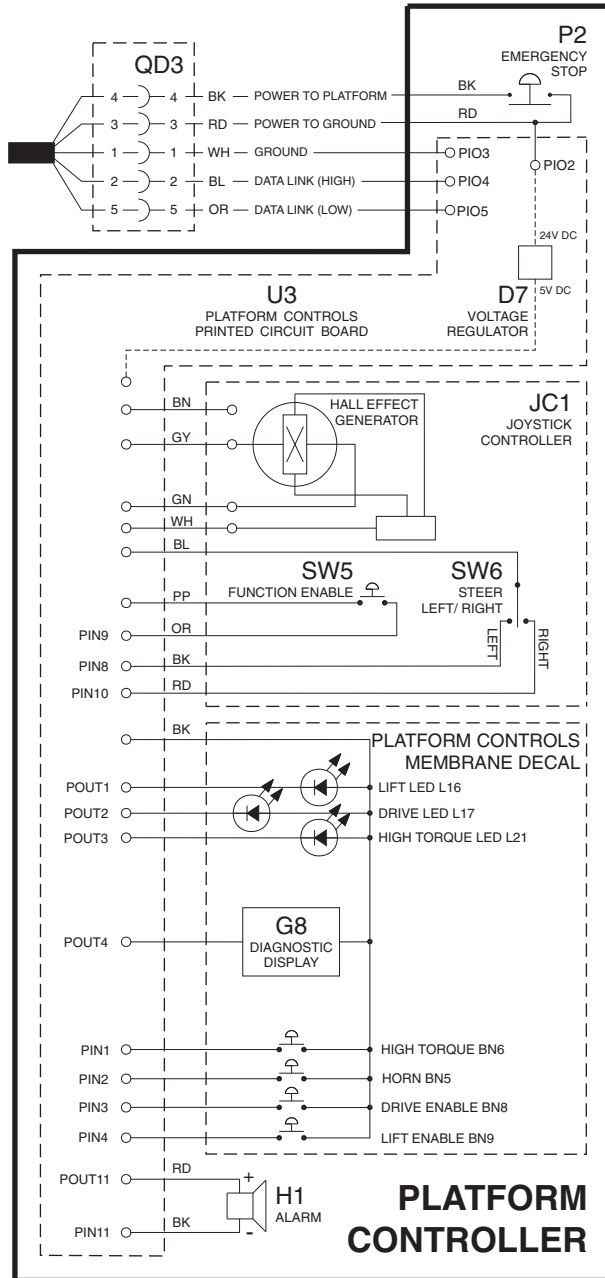 P2
EMERGENCY
STOP
QD3
4 4 BK POWER TO PLATFORM BK
3 3 RD POWER TO GROUND RD
1 1 WH GROUND PIO3
PIO2
2 2 BL DATA LINK (HIGH) PIO4
5 5 OR DATA LINK (LOW) PIO5
24V DC
5V DC
U3
PLATFORM CONTROLS
PRINTED CIRCUIT BOARD
D7
VOLTAGE
REGULATOR
BN
HALL EFFECT
GENERATOR
JC1
JOYSTICK
CONTROLLER
GY
GN
WH
BL
SW5
FUNCTION ENABLE
SW6
STEER
LEFT/ RIGHT
PP
PIN9 OR
LEFT
RIGHT
PIN8 BK
PIN10 RD
BK
PLATFORM CONTROLS
MEMBRANE DECAL
POUT1 LIFT LED L16
POUT2 DRIVE LED L17
POUT3 HIGH TORQUE LED L21
POUT4
G8
DIAGNOSTIC
DISPLAY
PIN1 HIGH TORQUE BN6
PIN2 HORN BN5
PIN3 DRIVE ENABLE BN8
PIN4 LIFT ENABLE BN9
POUT11 RD
+
H1
ALARM
PIN11 BK
-
PLATFORM
CONTROLLER